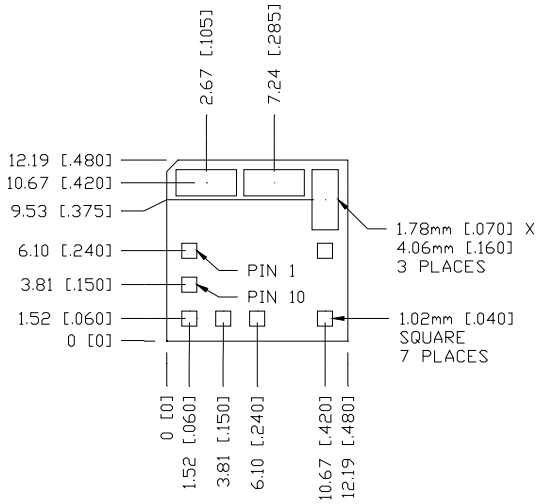 2.67 [.105]
7.24 [.285]
12.19 [.480]
10.67 [.420]
9.53 [.375]
6.10 [.240]
3.81 [.150]
1.52 [.060]
0 [0]
PIN 1
PIN 10
1.78mm [.070] X
4.06mm [.160]
3 PLACES
1.02mm [.040]
SQUARE
7 PLACES
0 [0]
1.52 [.060]
3.81 [.150]
6.10 [.240]
10.67 [.420]
12.19 [.480]